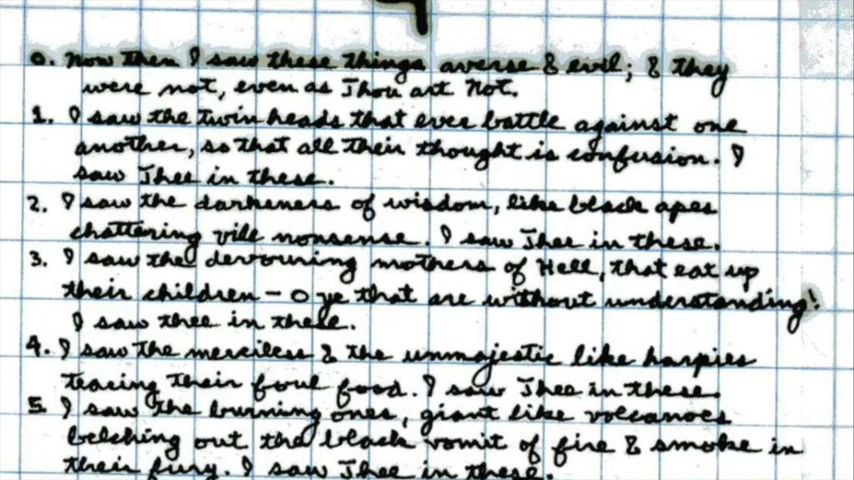 0. Now then I saw these things averse & evil; & they
were not, even as Thou art Not.
1. I saw the twin heads that ever battle against one
another, so that all their thought is confusion. I
saw Thee in these.
2. I saw the darkeners of wisdom, like black apes
chattering vile nonsense. I saw Thee in these.
3. I saw the devouring mothers of Hell, that eat up
their children - O ye that are without understanding!
I saw thee in these.
4. I saw the merciless & the unmajestic like harpies
tearing their foul food. I saw Thee in these.
5. I saw the burning ones, giant like volcanoes
belching out the black vomit of fire & smoke in
their fury. I saw Thee in these.